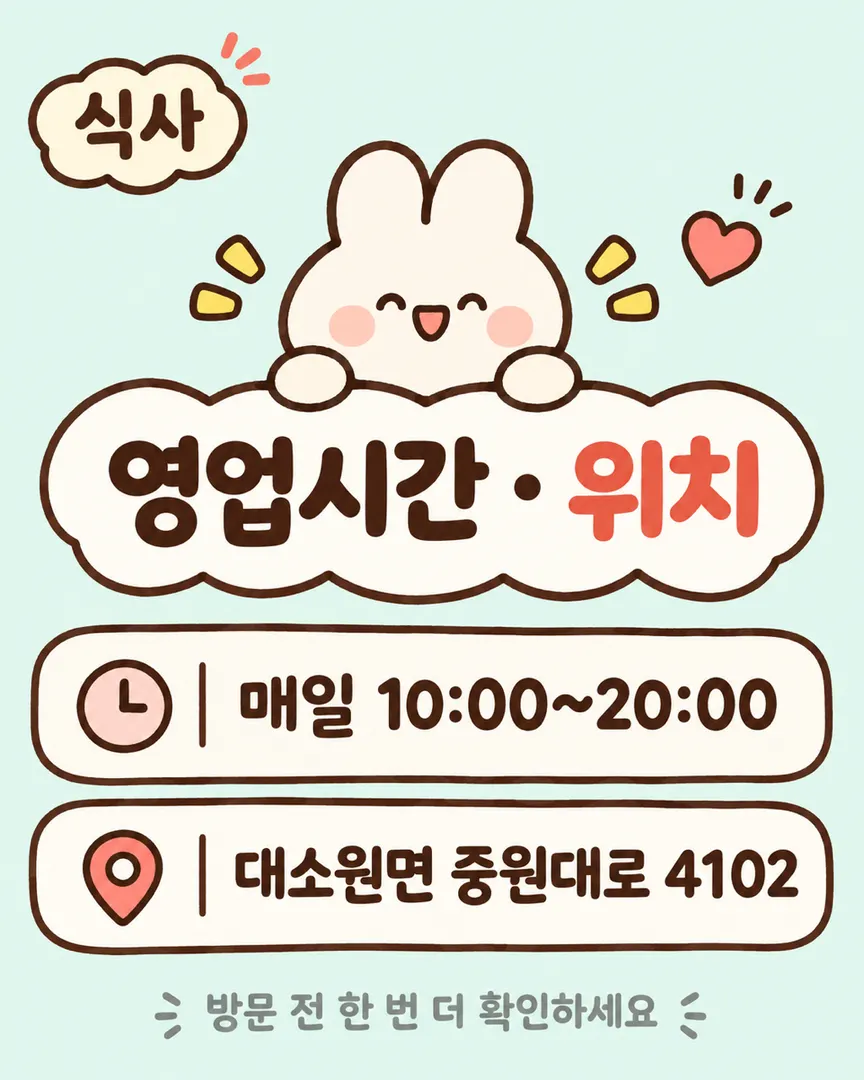 식사
영업시간 · 위치
매일 10:00~20:00
대소원면 중원대로 4102
방문 전 한 번 더 확인하세요